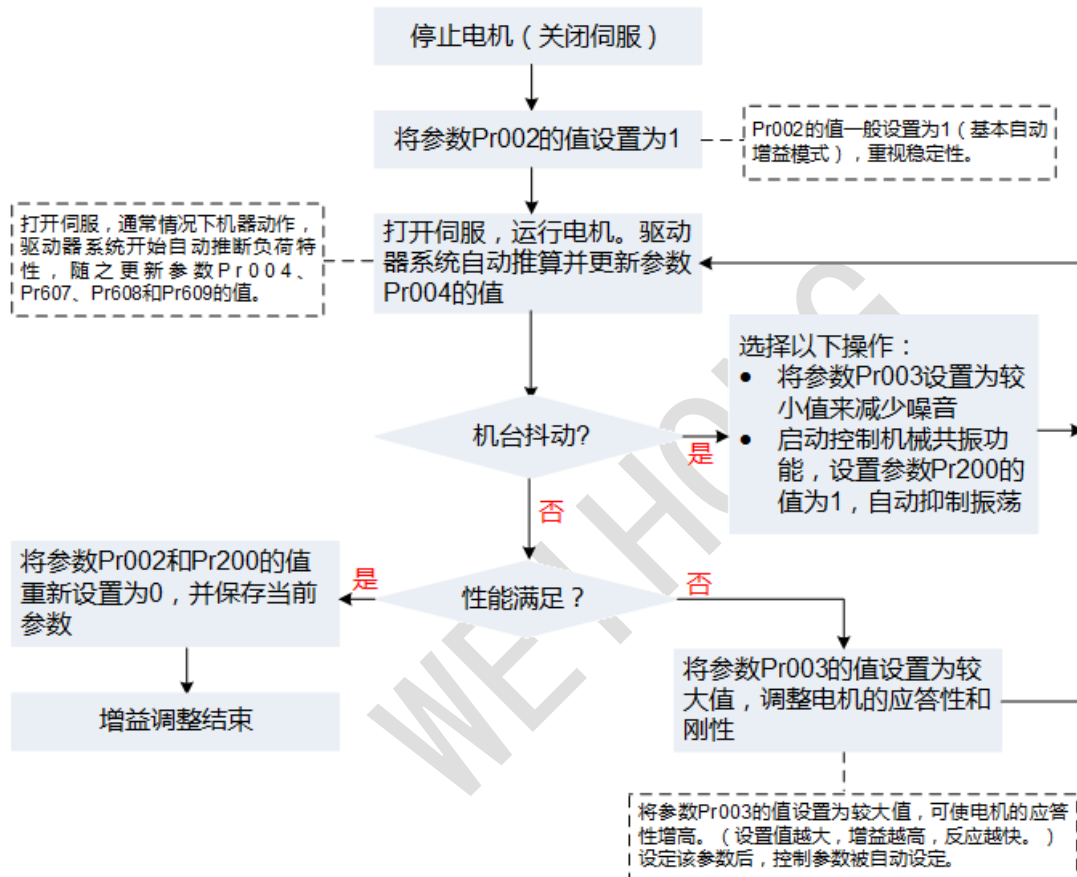 停止电机（关闭伺服）
将参数Pr002的值设置为1
Pr002的值一般设置为1（基本自动
增益模式），重视稳定性。
打开伺服，通常情况下机器动作，
驱动器系统开始自动推断负荷特
性，随之更新参数Pr004、
Pr607、Pr608和Pr609的值。
打开伺服，运行电机。驱动
器系统自动推算并更新参数
Pr004的值
选择以下操作：
• 将参数Pr003设置为较
小值来减少噪音
• 启动控制机械共振功
能，设置参数Pr200的
值为1，自动抑制振荡
机台抖动?
是
否
将参数Pr002和Pr200的值
重新设置为0，并保存当前
参数
是
性能满足？
否
将参数Pr003的值设置为较
大值，调整电机的应答性和
刚性
增益调整结束
将参数Pr003的值设置为较大值，可使电机的应答
性增高。（设置值越大，增益越高，反应越快。）
设定该参数后，控制参数被自动设定。
WEIHONG